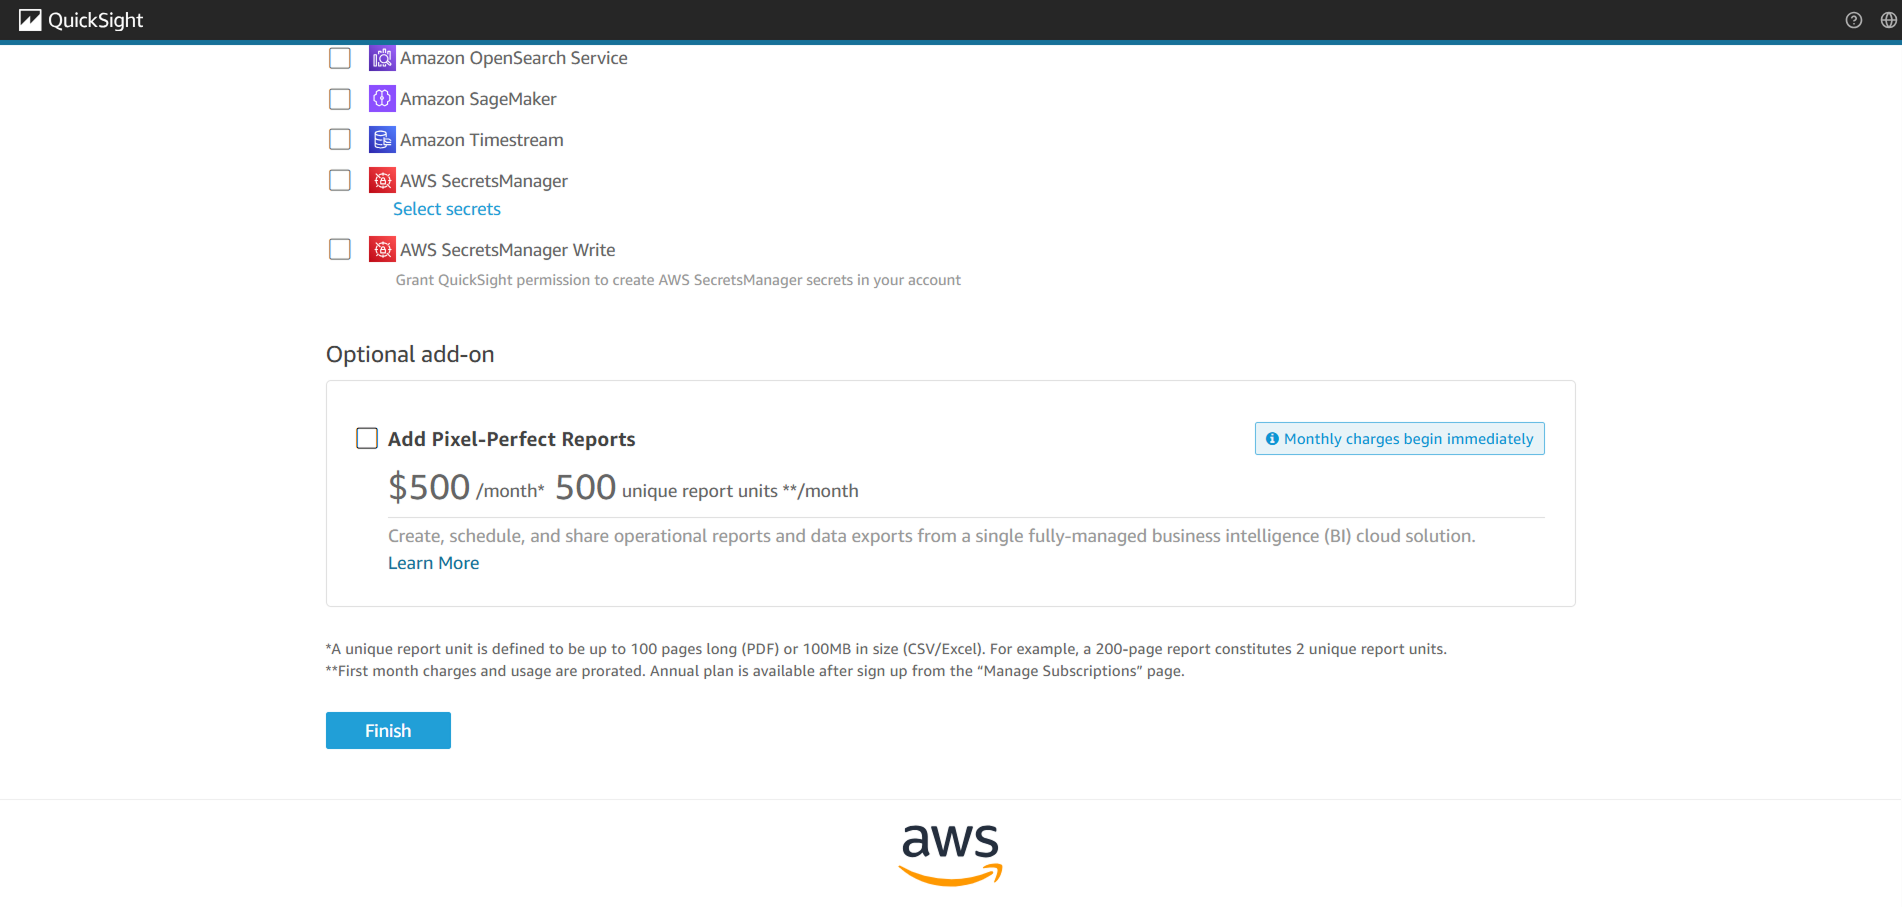 QuickSight
Amazon OpenSearch Service
Amazon SageMaker
Amazon Timestream
AWS SecretsManager
Select secrets
AWS SecretsManager Write
Grant QuickSight permission to create AWS SecretsManager secrets in your account
Optional add-on
Add Pixel-Perfect Reports
Monthly charges begin immediately
$500 /month* 500 unique report units **/month
Create, schedule, and share operational reports and data exports from a single fully-managed business intelligence (BI) cloud solution.
Learn More
*A unique report unit is defined to be up to 100 pages long (PDF) or 100MB in size (CSV/Excel). For example, a 200-page report constitutes 2 unique report units.
**First month charges and usage are prorated. Annual plan is available after sign up from the “Manage Subscriptions” page.
Finish
aws